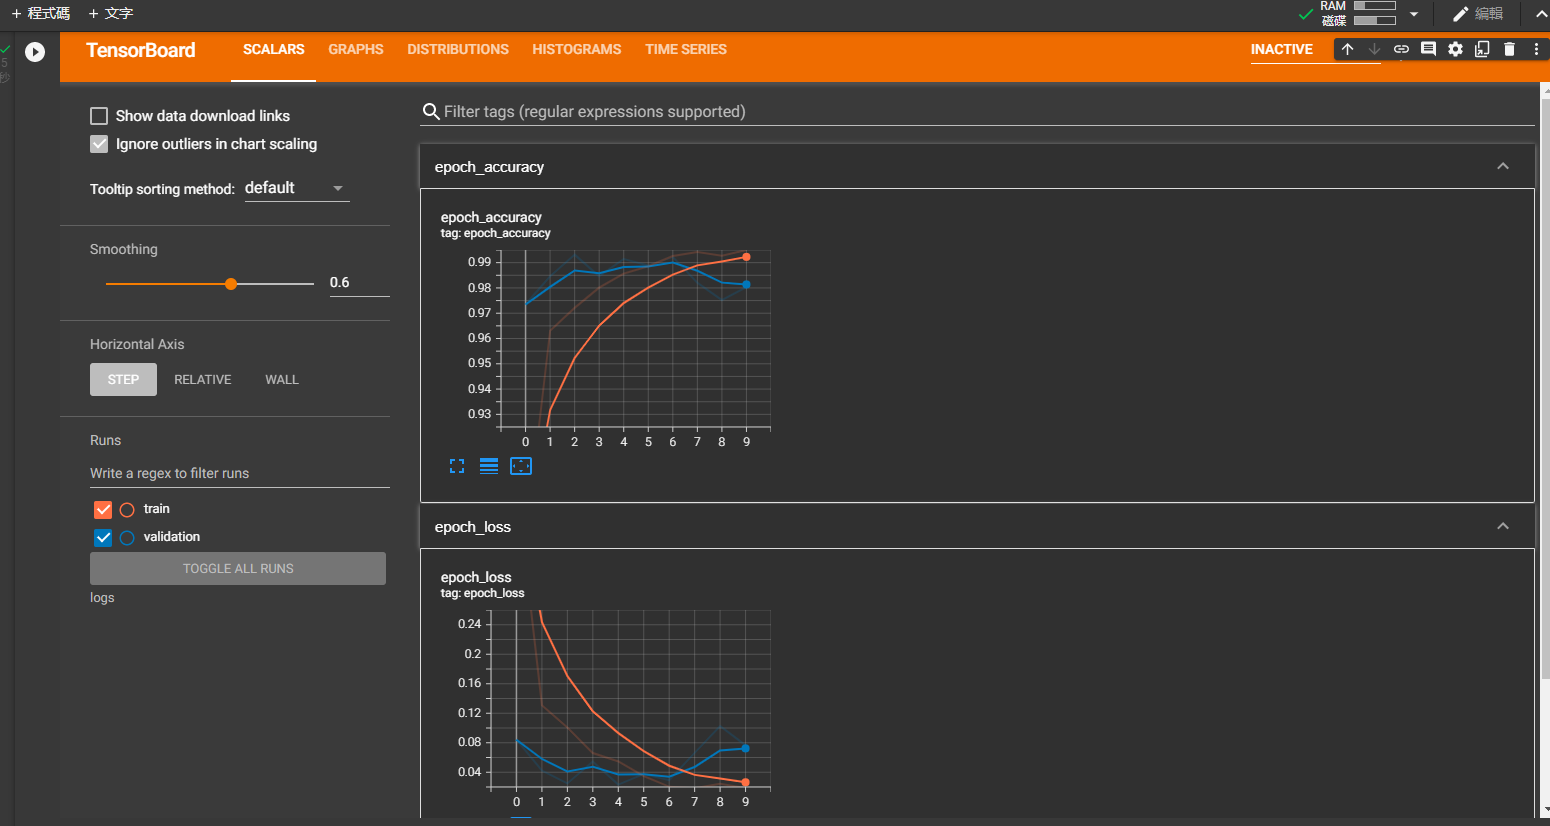 + 程式碼 + 文字
RAM
磁碟
編輯
5
秒
TensorBoard
SCALARS GRAPHS DISTRIBUTIONS HISTOGRAMS TIME SERIES
INACTIVE
Show data download links
Ignore outliers in chart scaling
Tooltip sorting method: default
Smoothing
0.6
Horizontal Axis
STEP RELATIVE WALL
Runs
Write a regex to filter runs
train
validation
TOGGLE ALL RUNS
logs
Filter tags (regular expressions supported)
epoch_accuracy
epoch_accuracy
tag: epoch_accuracy
0.99
0.98
0.97
0.96
0.95
0.94
0.93
0 1 2 3 4 5 6 7 8 9
epoch_loss
epoch_loss
tag: epoch_loss
0.24
0.2
0.16
0.12
0.08
0.04
0 1 2 3 4 5 6 7 8 9